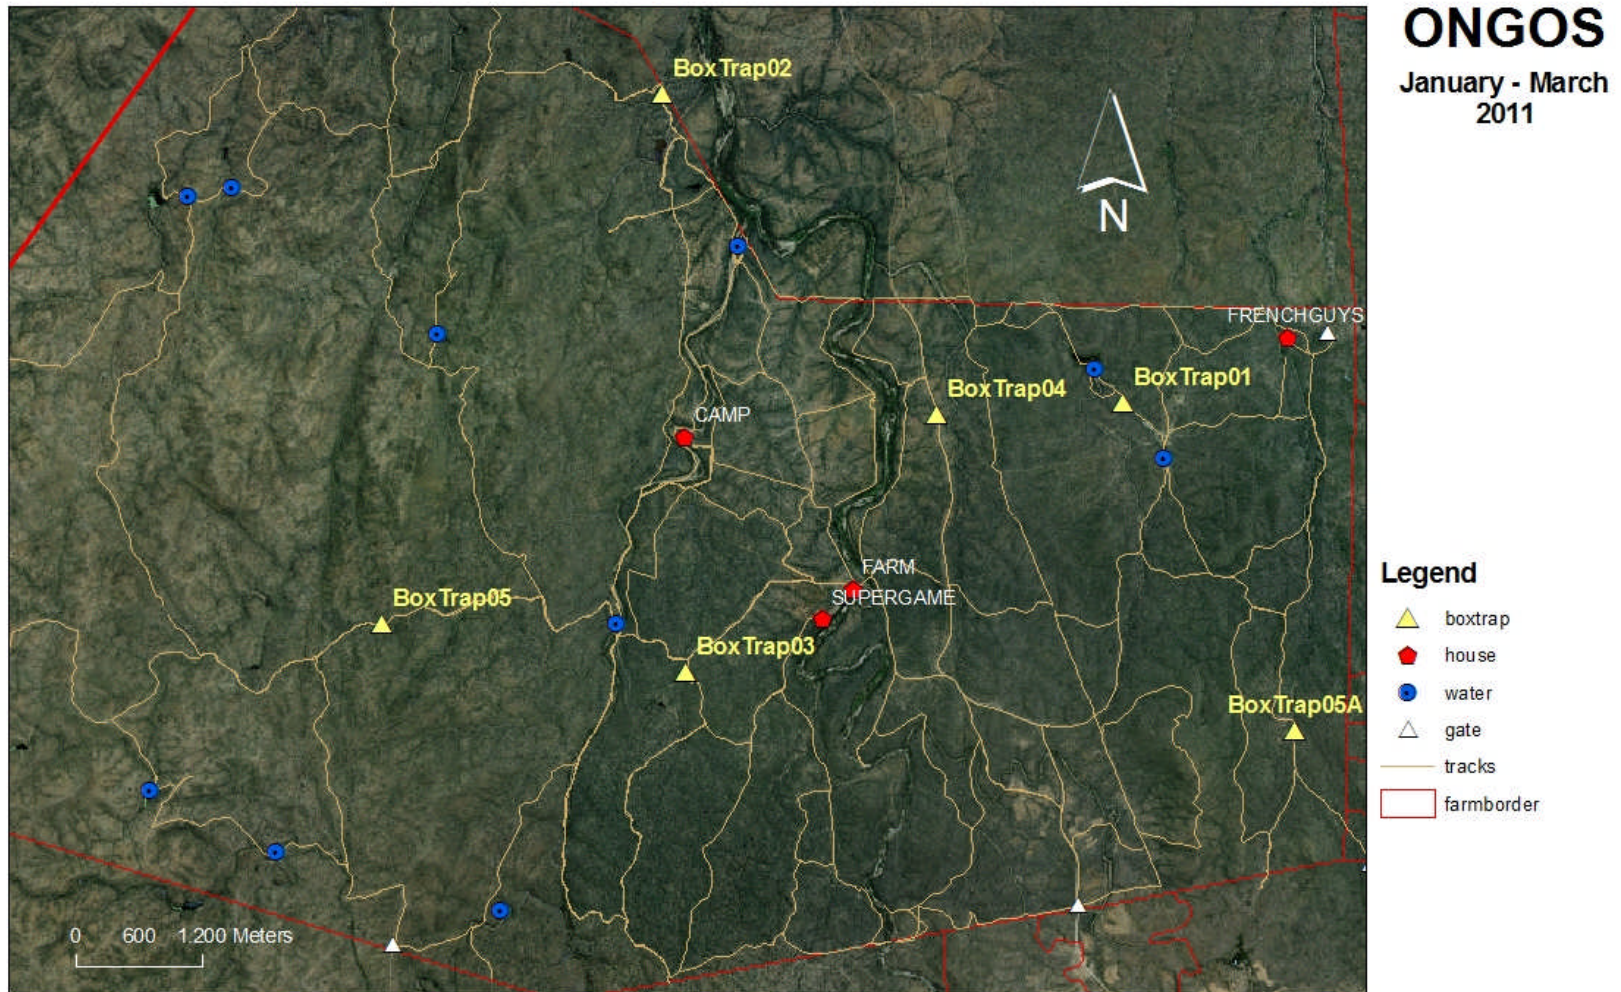 ONGOS
January - March
2011
BoxTrap02
N
FRENCHGUYS
BoxTrap04
BoxTrap01
CAMP
FARM
SUPERGAME
BoxTrap05
BoxTrap03
BoxTrap05A
0 600 1.200 Meters
Legend
boxtrap
house
water
gate
tracks
farmborder